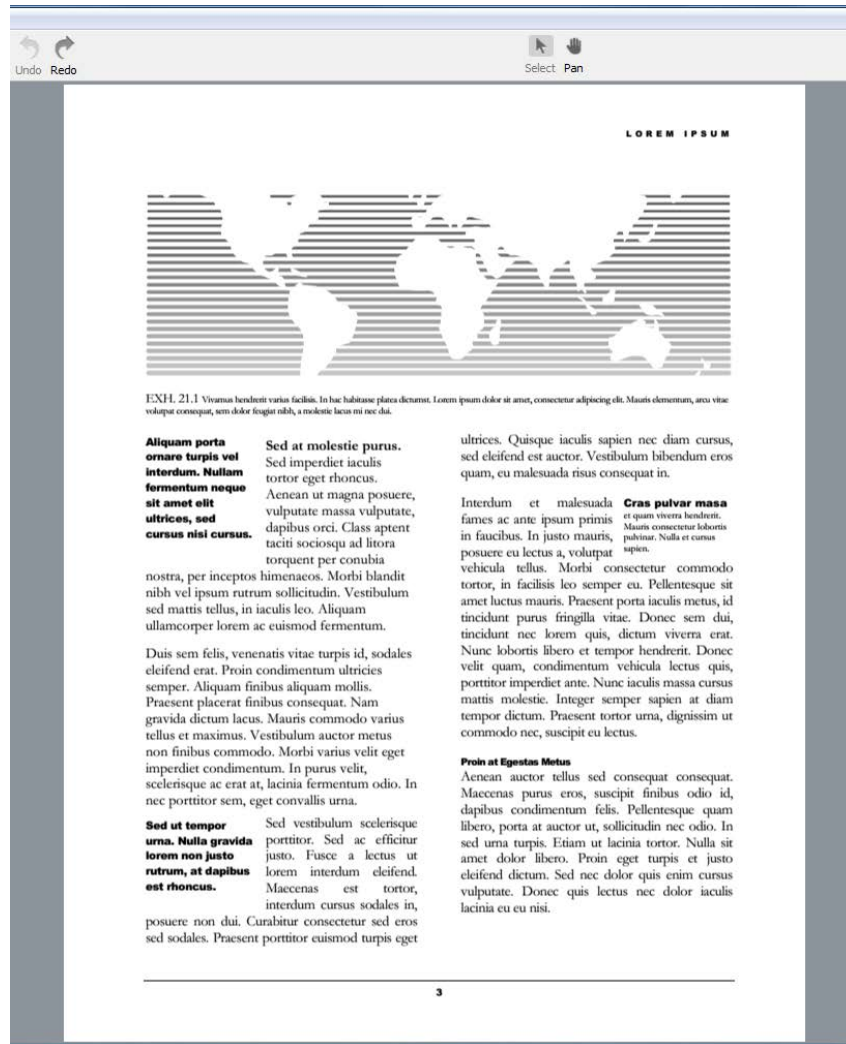 Undo Redo
Select Pan
LOREM IPSUM
EXH. 21.1 Vivamus hendrerit varius facilisis. In hac habitasse platea dictumst. Lorem ipsum dolor sit amet, consectetur adipiscing elit. Mauris elementum, arcu vitae
volutpat consequat, sem dolor feugiat nibh, a molestie lacus mi nec dui.
Aliquam porta
ornare turpis vel
interdum. Nullam
fermentum neque
sit amet elit
ultrices, sed
cursus nisi cursus.
Sed at molestie purus.
Sed imperdiet iaculis
tortor eget rhoncus.
Aenean ut magna posuere,
vulputate massa vulputate,
dapibus orci. Class aptent
taciti sociosqu ad litora
torquent per conubia
nostra, per inceptos himenaeos. Morbi blandit
nibh vel ipsum rutrum sollicitudin. Vestibulum
sed mattis tellus, in iaculis leo. Aliquam
ullamcorper lorem ac euismod fermentum.
Duis sem felis, venenatis vitae turpis id, sodales
eleifend erat. Proin condimentum ultricies
semper. Aliquam finibus aliquam mollis.
Praesent placerat finibus consequat. Nam
gravida dictum lacus. Mauris commodo varius
tellus et maximus. Vestibulum auctor metus
non finibus commodo. Morbi varius velit eget
imperdiet condimentum. In purus velit,
scelerisque ac erat at, lacinia fermentum odio. In
nec porttitor sem, eget convallis urna.
Sed ut tempor
urna. Nulla gravida
lorem non justo
rutrum, at dapibus
est rhoncus.
Sed vestibulum scelerisque
porttitor. Sed ac efficitur
justo. Fusce a lectus ut
lorem interdum eleifend.
Maecenas est tortor,
interdum cursus sodales in,
posuere non dui. Curabitur consectetur sed eros
sed sodales. Praesent porttitor euismod turpis eget
ultrices. Quisque iaculis sapien nec diam cursus,
sed eleifend est auctor. Vestibulum bibendum eros
quam, eu malesuada risus consequat in.
Interdum et malesuada
fames ac ante ipsum primis
in faucibus. In justo mauris,
posuere eu lectus a, volutpat
Cras pulvar masa
et quam viverra hendrerit.
Mauris consectetur lobortis
pulvinar. Nulla et cursus
sapien.
vehicula tellus. Morbi consectetur commodo
tortor, in facilisis leo semper eu. Pellentesque sit
amet luctus mauris. Praesent porta iaculis metus, id
tincidunt purus fringilla vitae. Donec sem dui,
tincidunt nec lorem quis, dictum viverra erat.
Nunc lobortis libero et tempor hendrerit. Donec
velit quam, condimentum vehicula lectus quis,
porttitor imperdiet ante. Nunc iaculis massa cursus
mattis molestie. Integer semper sapien at diam
tempor dictum. Praesent tortor urna, dignissim ut
commodo nec, suscipit eu lectus.
Proin at Egestas Metus
Aenean auctor tellus sed consequat consequat.
Maecenas purus eros, suscipit finibus odio id,
dapibus condimentum felis. Pellentesque quam
libero, porta at auctor ut, sollicitudin nec odio. In
sed urna turpis. Etiam ut lacinia tortor. Nulla sit
amet dolor libero. Proin eget turpis et justo
eleifend dictum. Sed nec dolor quis enim cursus
vulputate. Donec quis lectus nec dolor iaculis
lacinia eu eu nisi.
3